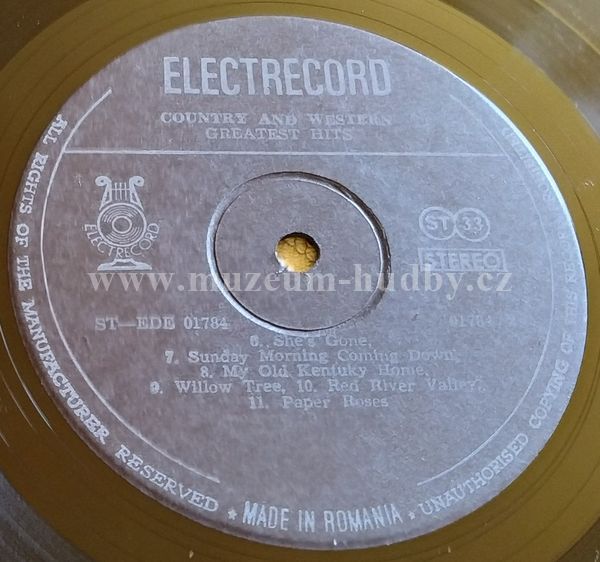 ELECTRECORD
COUNTRY AND WESTERN
GREATEST HITS
ELECTRECORD
ST 33
STEREO
www.muzeum-hudby.cz
ST—EDE 01784
01784
6. She's Gone,
7. Sunday Morning Coming Down,
8. My Old Kentuky Home,
9. Willow Tree, 10. Red River Valley,
11. Paper Roses
ALL RIGHTS OF THE MANUFACTURER RESERVED ★ MADE IN ROMANIA ★ UNAUTHORISED COPYING OF THIS